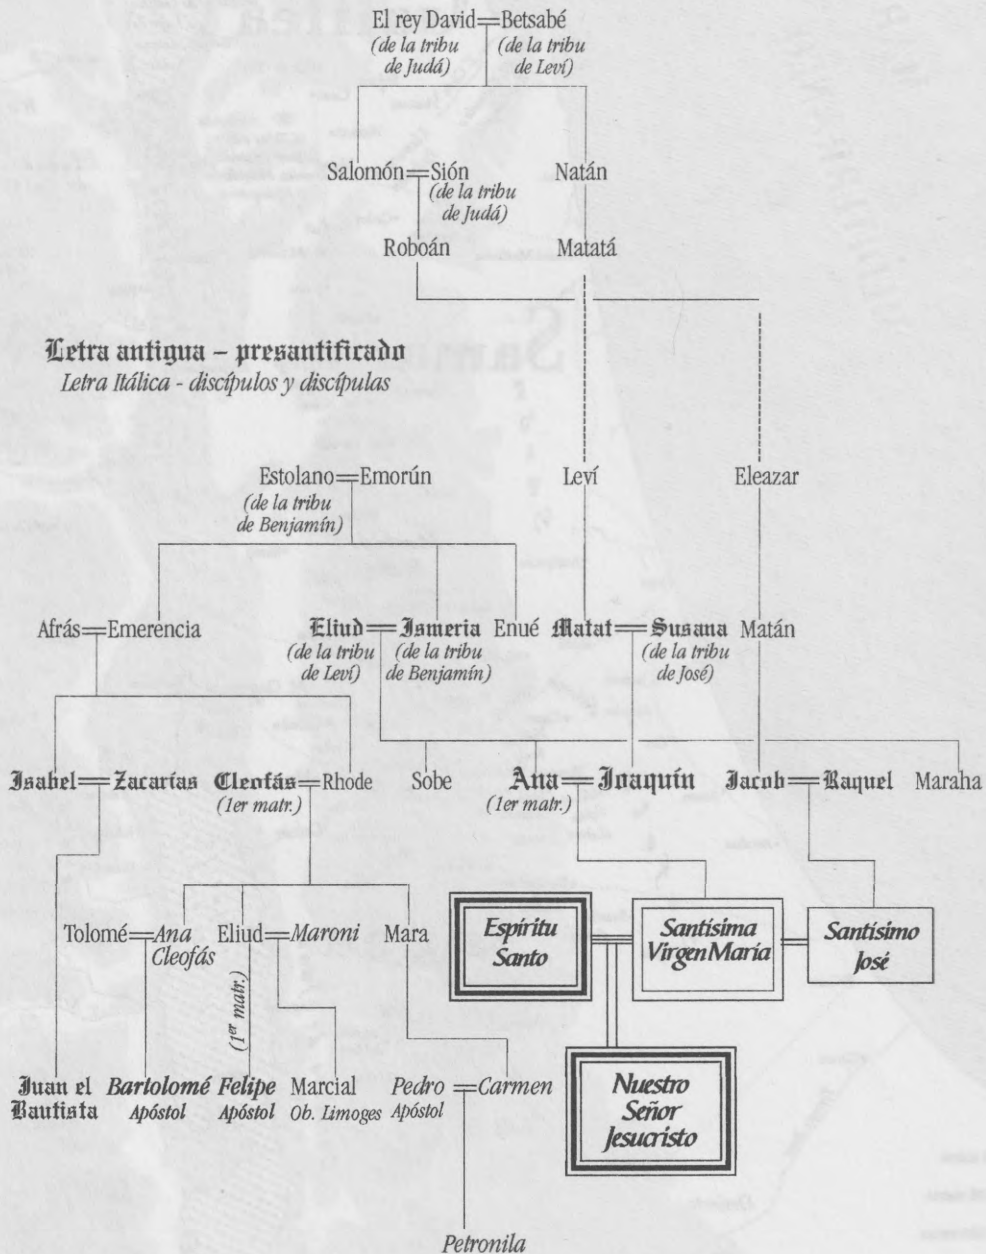 El rey David Betsabé
(de la tribu (de la tribu
de Judá) de Leví)
Salomón Sión Natán
(de la tribu
de Judá)
Roboán Matatá
Letra antigua – presantificado
Letra Itálica - discípulos y discípulas
Estolano Emorún Leví Eleazar
(de la tribu
de Benjamín)
Afrás Emerencia Eliud Ismeria Enué Matat Susana Matán
(de la tribu (de la tribu (de la tribu
de Leví) de Benjamín) de José)
Isabel Zacarías Cleofás Rhode Sobe Ana Joaquín Jacob Raquel Maraha
(1er matr.) (1er matr.)
Tolomé Ana Eliud Maroni Mara
Cleofás
Espíritu
Santo
Santísima
Virgen María
Santísimo
José
(1er matr.)
Juan el Bartolomé Felipe Marcial Pedro Carmen
Bautista Apóstol Apóstol Ob. Limoges Apóstol
Nuestro
Señor
Jesucristo
Petronila